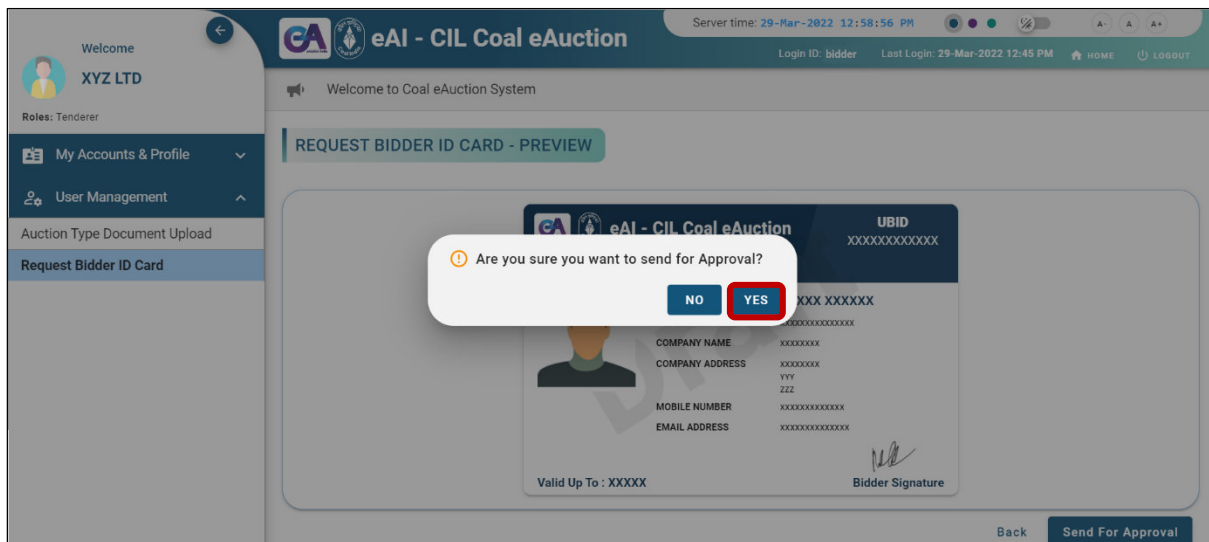 Welcome
XYZ LTD
Roles: Tenderer
My Accounts & Profile
User Management
Auction Type Document Upload
Request Bidder ID Card
eAI - CIL Coal eAuction
Server time: 29-Mar-2022 12:58:56 PM
A- A A+
Login ID: bidder Last Login: 29-Mar-2022 12:45 PM HOME LOGOUT
Welcome to Coal eAuction System
REQUEST BIDDER ID CARD - PREVIEW
eAI - CIL Coal eAuction
UBID
XXXXXXXXXXXX
Are you sure you want to send for Approval?
NO YES
XXX XXXXXX
COMPANY NAME xxxxxxxx
COMPANY ADDRESS xxxxxxxx
YYY
ZZZ
MOBILE NUMBER xxxxxxxxxxxxx
EMAIL ADDRESS xxxxxxxxxxxxxx
Draft
Valid Up To : XXXXX
Bidder Signature
Back Send For Approval